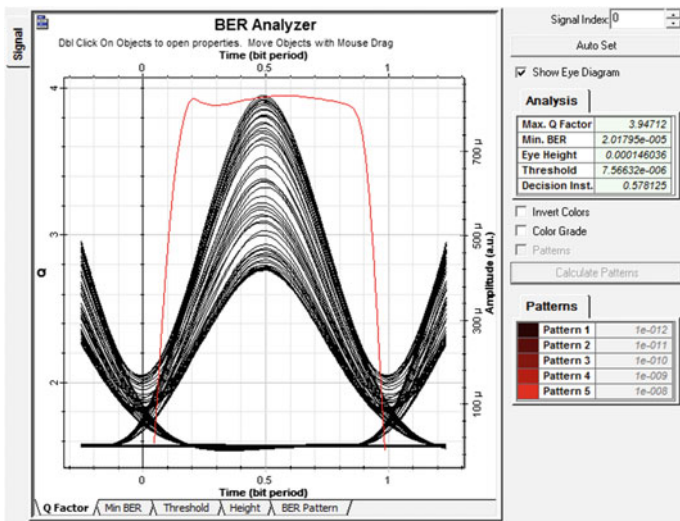 Signal
BER Analyzer
Dbl Click On Objects to open properties. Move Objects with Mouse Drag
Time (bit period)
0 0.5 1
4
3
2
Q
700 µ
500 µ
300 µ
100 µ
Amplitude (a.u.)
0 0.5 1
Time (bit period)
Q Factor Min BER Threshold Height BER Pattern
Signal Index: 0
Auto Set
Show Eye Diagram
Analysis
Max. Q Factor 3.94712
Min. BER 2.01795e-005
Eye Height 0.000146036
Threshold 7.56632e-006
Decision Inst. 0.578125
Invert Colors
Color Grade
Patterns
Calculate Patterns
Patterns
Pattern 1 1e-012
Pattern 2 1e-011
Pattern 3 1e-010
Pattern 4 1e-009
Pattern 5 1e-008